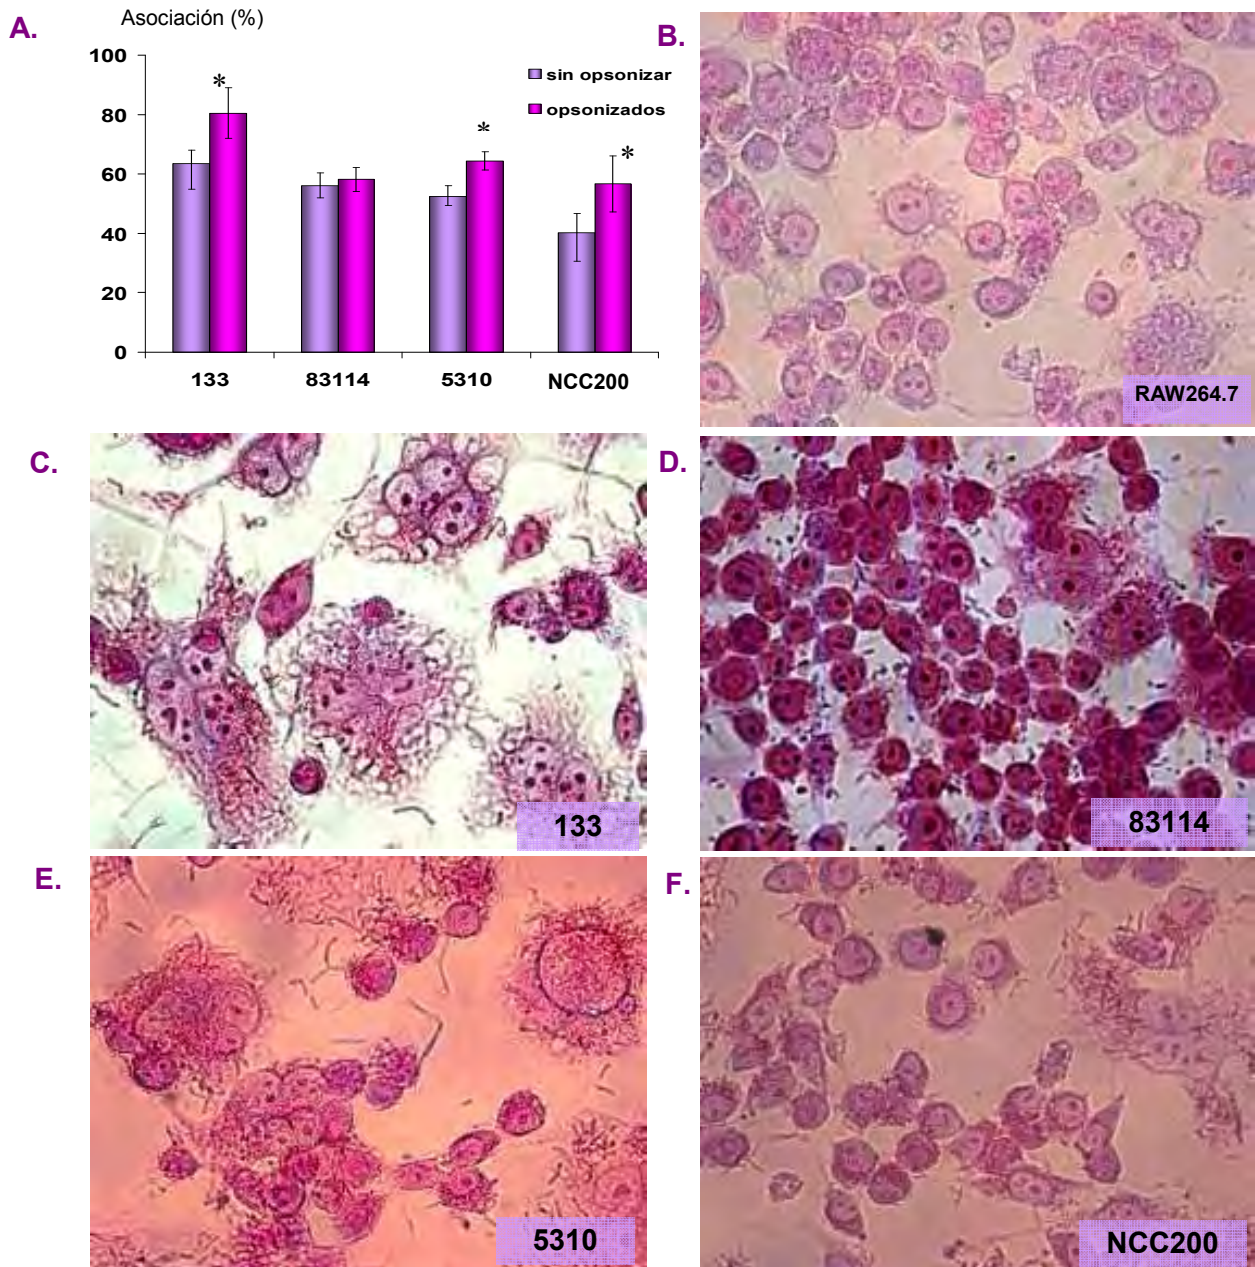 A.
Asociación (%)
100
80
60
40
20
0
*
*
*
sin opsonizar
opsonizados
133
83114
5310
NCC200
B.
RAW264.7
C.
133
D.
83114
E.
5310
F.
NCC200